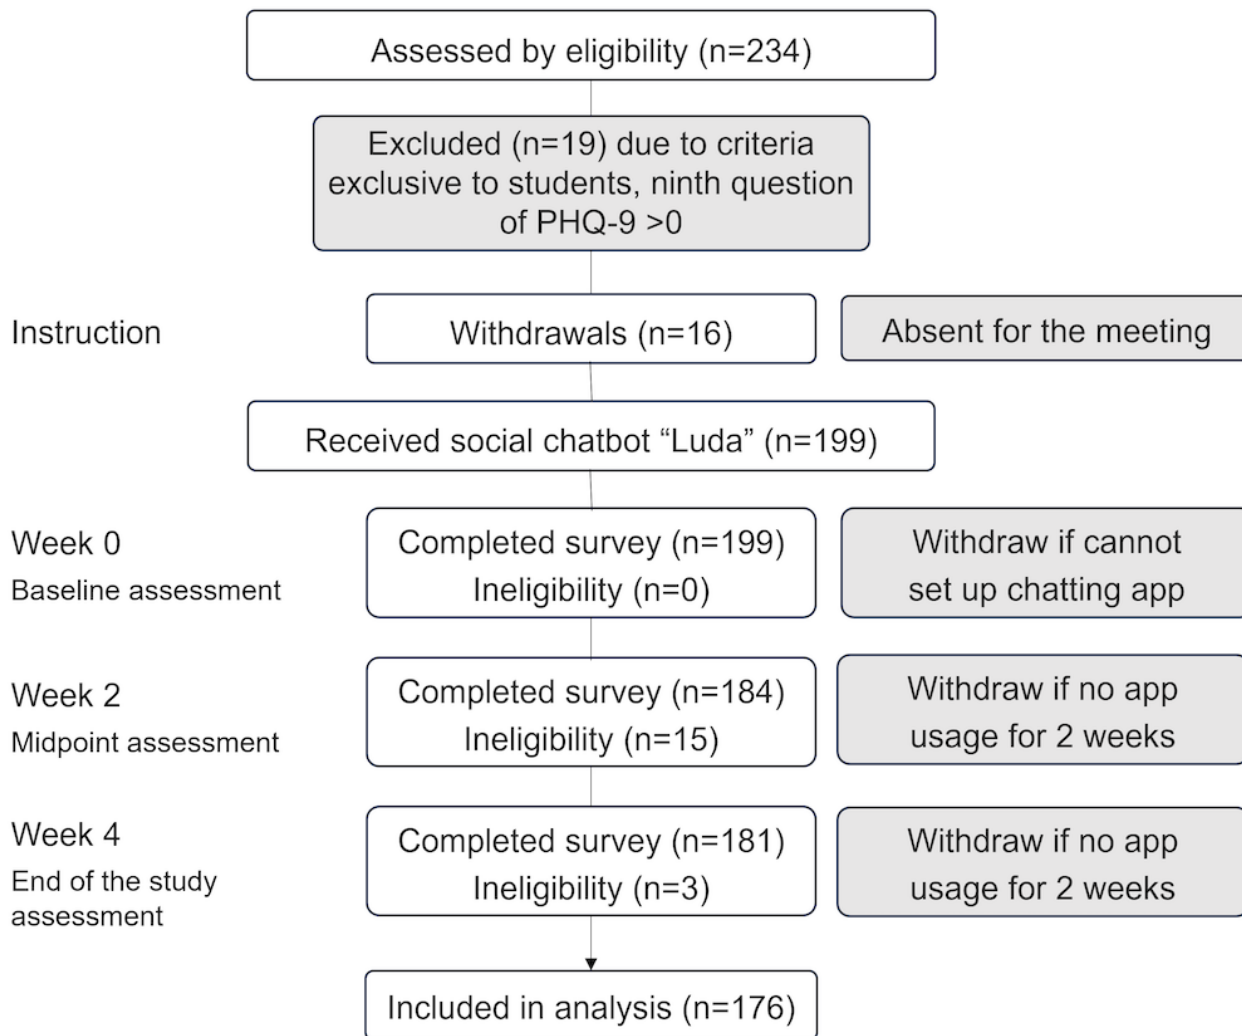 Assessed by eligibility (n=234)
Excluded (n=19) due to criteria
exclusive to students, ninth question
of PHQ-9 >0
Instruction
Withdrawals (n=16)
Absent for the meeting
Received social chatbot “Luda” (n=199)
Week 0
Baseline assessment
Completed survey (n=199)
Ineligibility (n=0)
Withdraw if cannot
set up chatting app
Week 2
Midpoint assessment
Completed survey (n=184)
Ineligibility (n=15)
Withdraw if no app
usage for 2 weeks
Week 4
End of the study
assessment
Completed survey (n=181)
Ineligibility (n=3)
Withdraw if no app
usage for 2 weeks
Included in analysis (n=176)